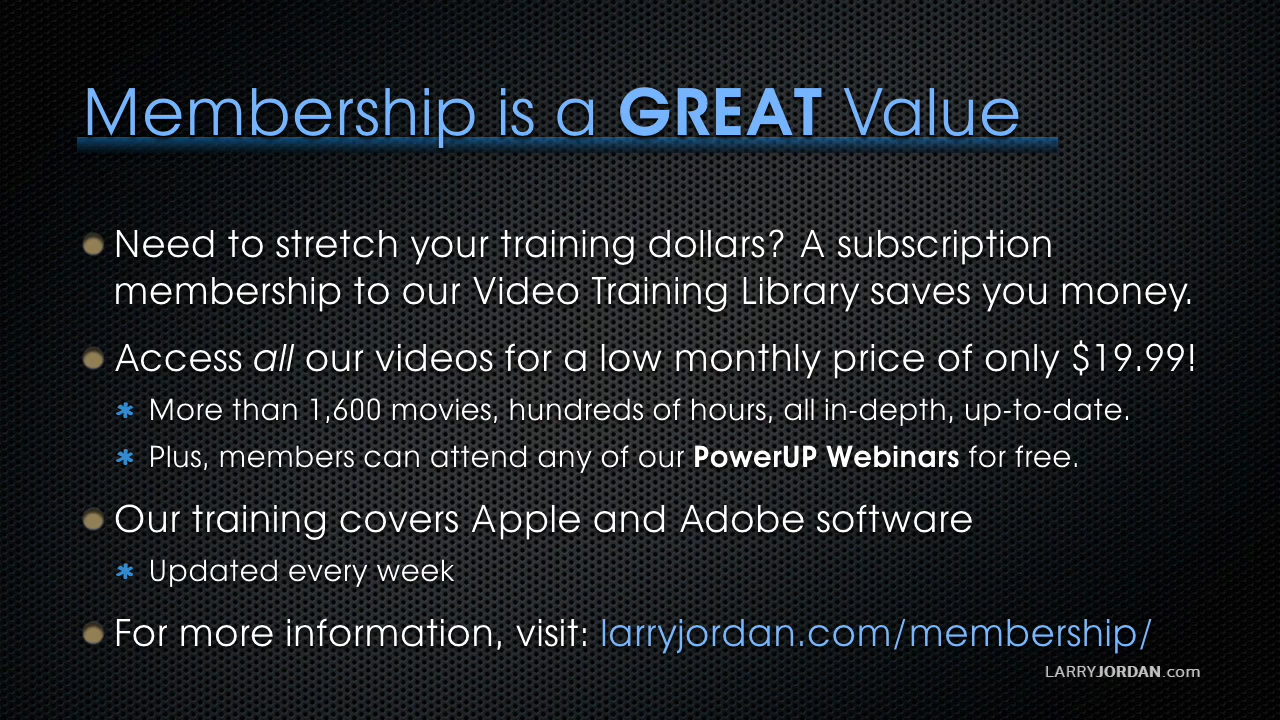 Membership is a GREAT Value
Need to stretch your training dollars? A subscription
membership to our Video Training Library saves you money.
Access all our videos for a low monthly price of only $19.99!
More than 1,600 movies, hundreds of hours, all in-depth, up-to-date.
Plus, members can attend any of our PowerUP Webinars for free.
Our training covers Apple and Adobe software
Updated every week
For more information, visit: larryjordan.com/membership/
LARRYJORDAN.com